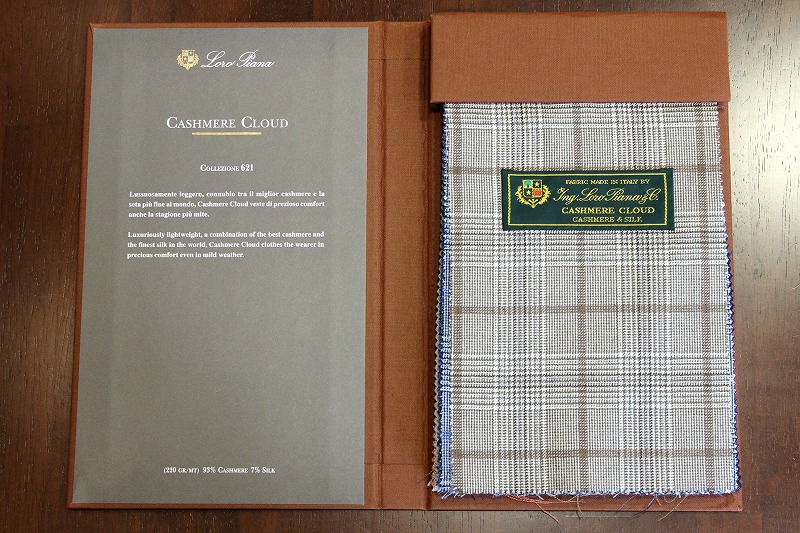 Loro Piana
CASHMERE CLOUD
COLLEZIONE 621
Lussuosamente leggero, connubio tra il miglior cashmere e la
seta più fine al mondo, Cashmere Cloud veste di prezioso comfort
anche la stagione più mite.
Luxuriously lightweight, a combination of the best cashmere and
the finest silk in the world, Cashmere Cloud clothes the wearer in
precious comfort even in mild weather.
(220 GR/MT) 93% CASHMERE 7% SILK
FABRIC MADE IN ITALY BY
Ing. Loro Piana & C.
CASHMERE CLOUD
CASHMERE & SILK